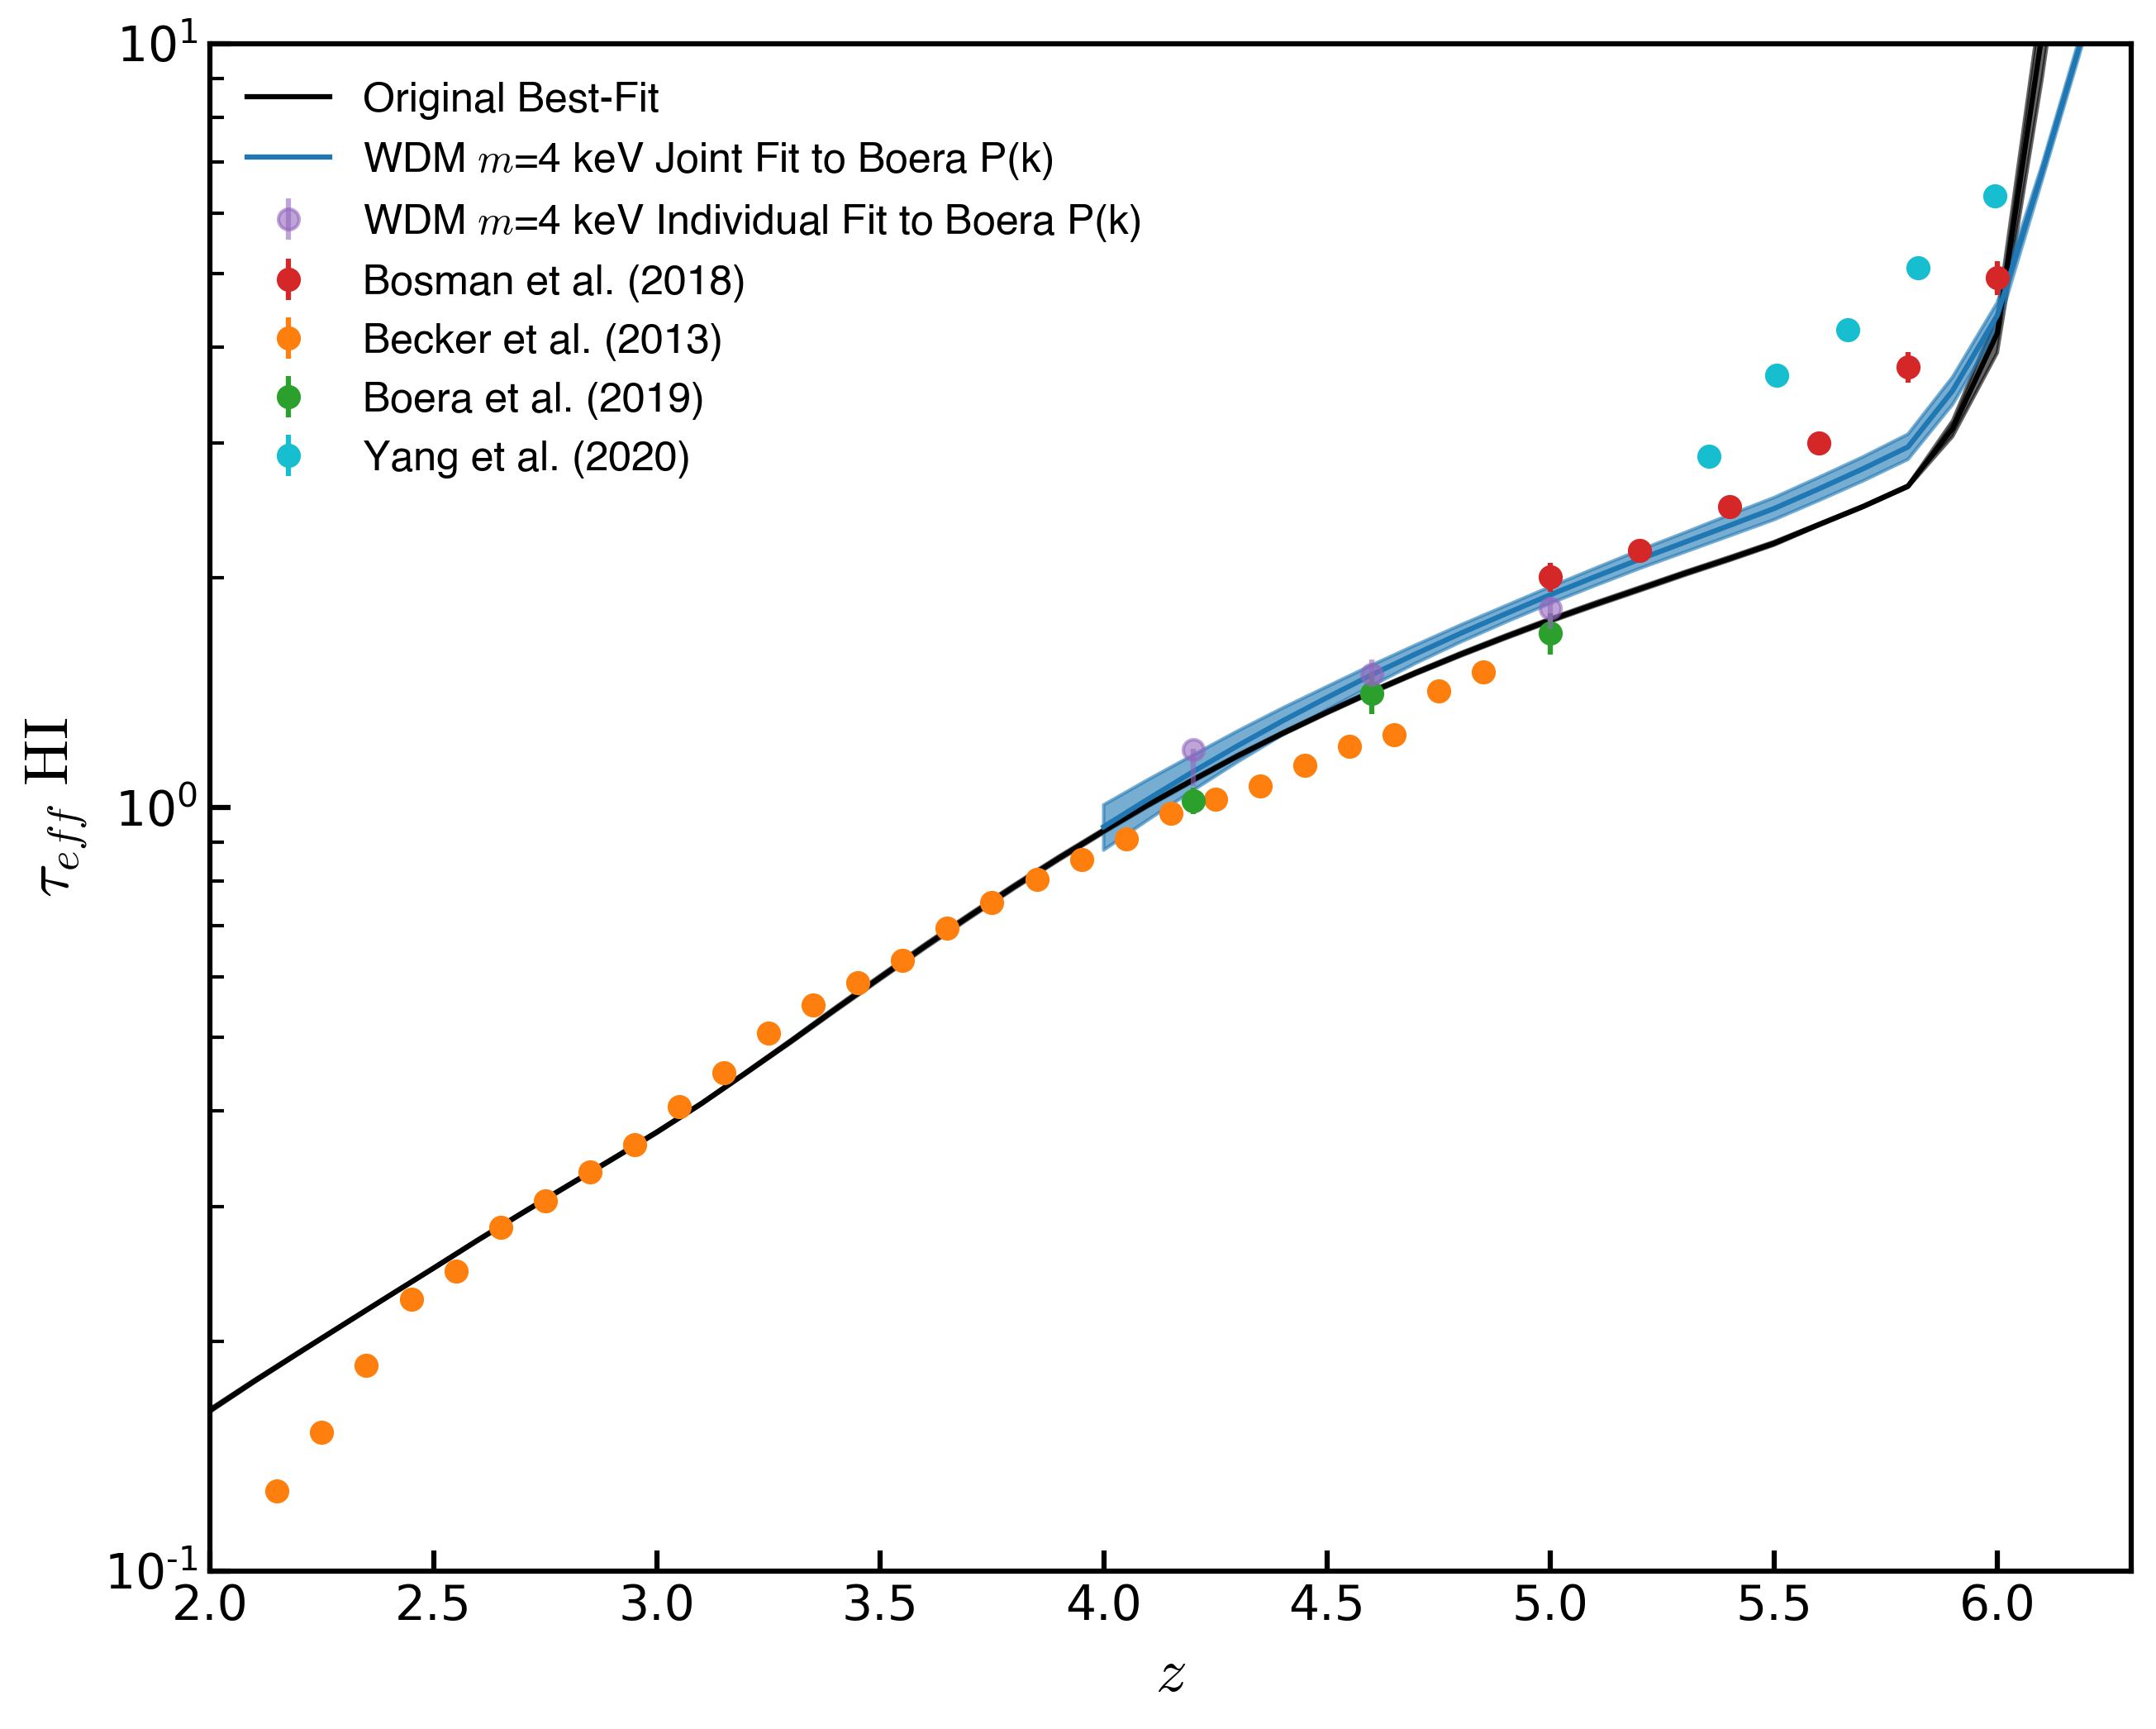 10¹
Original Best-Fit
WDM m=4 keV Joint Fit to Boera P(k)
WDM m=4 keV Individual Fit to Boera P(k)
Bosman et al. (2018)
Becker et al. (2013)
Boera et al. (2019)
Yang et al. (2020)
τ_eff HI
10⁰
10⁻¹
2.0 2.5 3.0 3.5 4.0 4.5 5.0 5.5 6.0
z